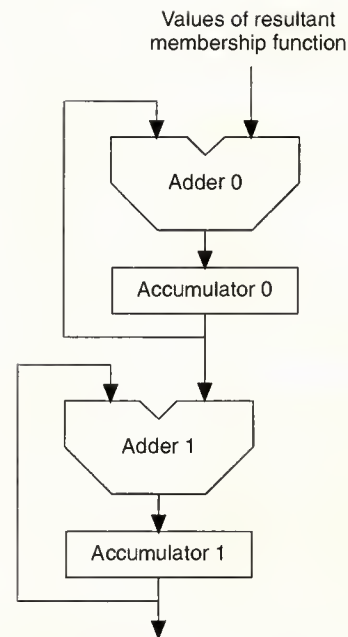 Values of resultant
membership function
Adder 0
Accumulator 0
Adder 1
Accumulator 1